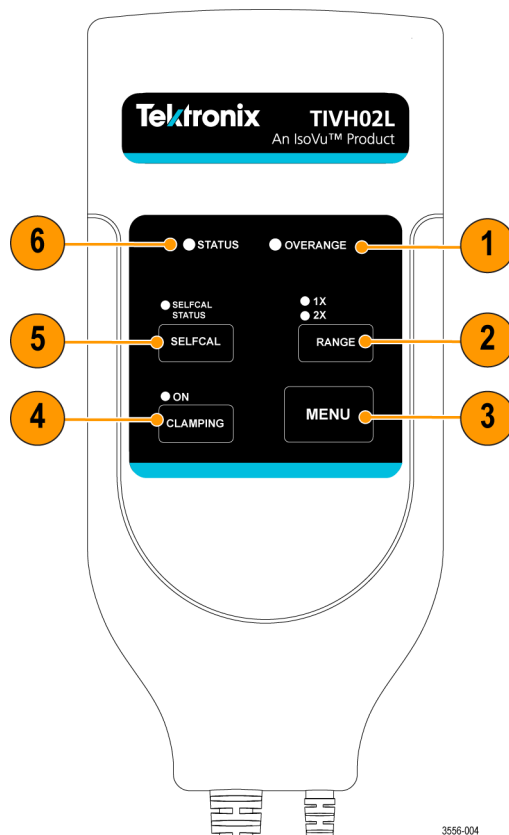 Tektronix TIVH02L
An IsoVu™ Product
6 STATUS OVERANGE 1
SELFCAL STATUS
1X
2X
5 SELFCAL RANGE 2
ON
4 CLAMPING MENU 3
3556-004